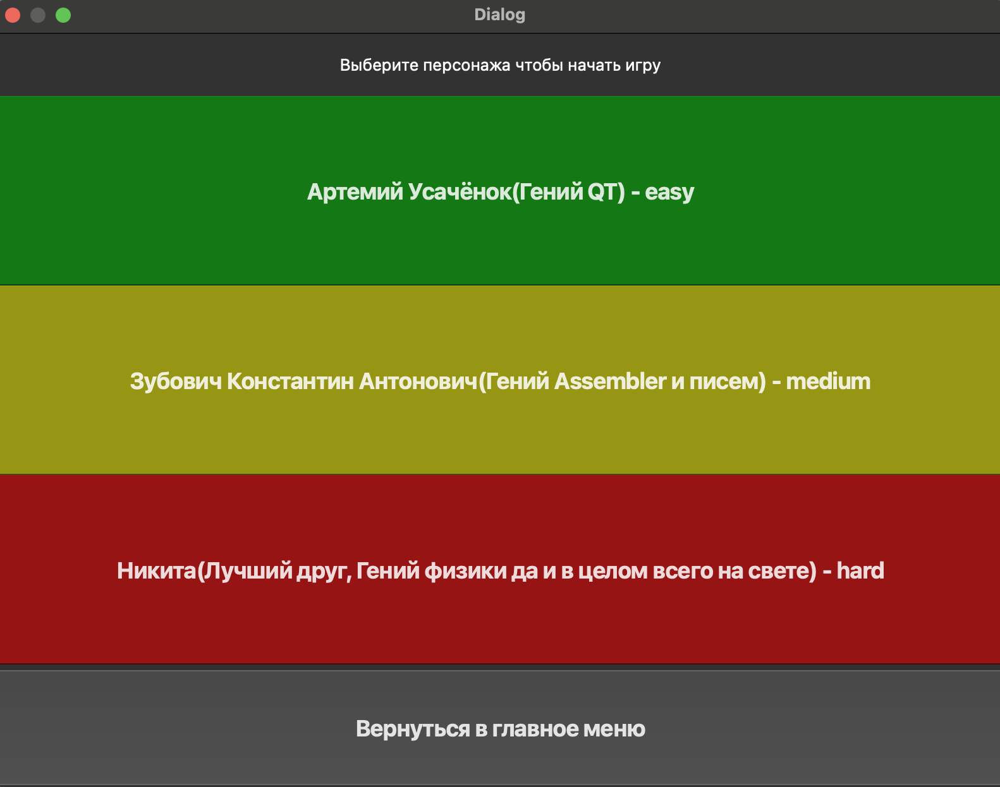 Dialog
Выберите персонажа чтобы начать игру
Артемий Усачёнок(Гений QT) - easy
Зубович Константин Антонович(Гений Assembler и писем) - medium
Никита(Лучший друг, Гений физики да и в целом всего на свете) - hard
Вернуться в главное меню